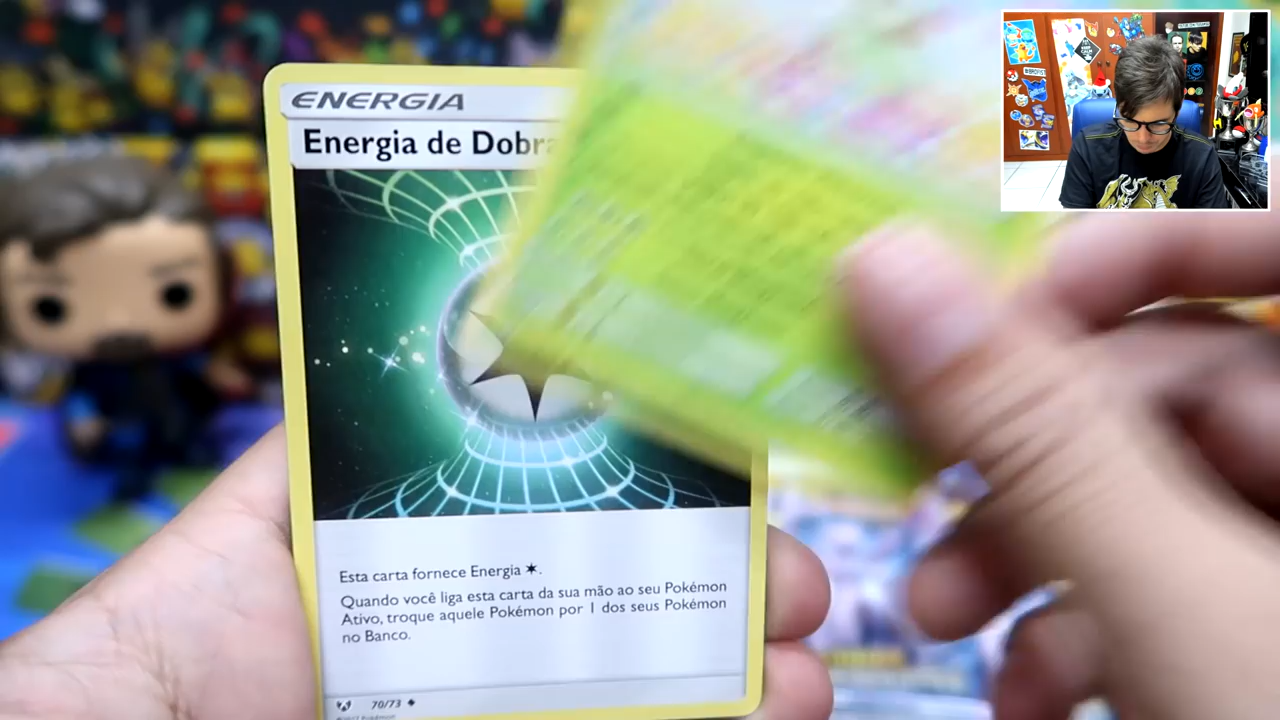 ENERGIA
Energia de Dobra
Esta carta fornece Energia ✶.
Quando você liga esta carta da sua mão ao seu Pokémon
Ativo, troque aquele Pokémon por 1 dos seus Pokémon
no Banco.
70/73 ◆